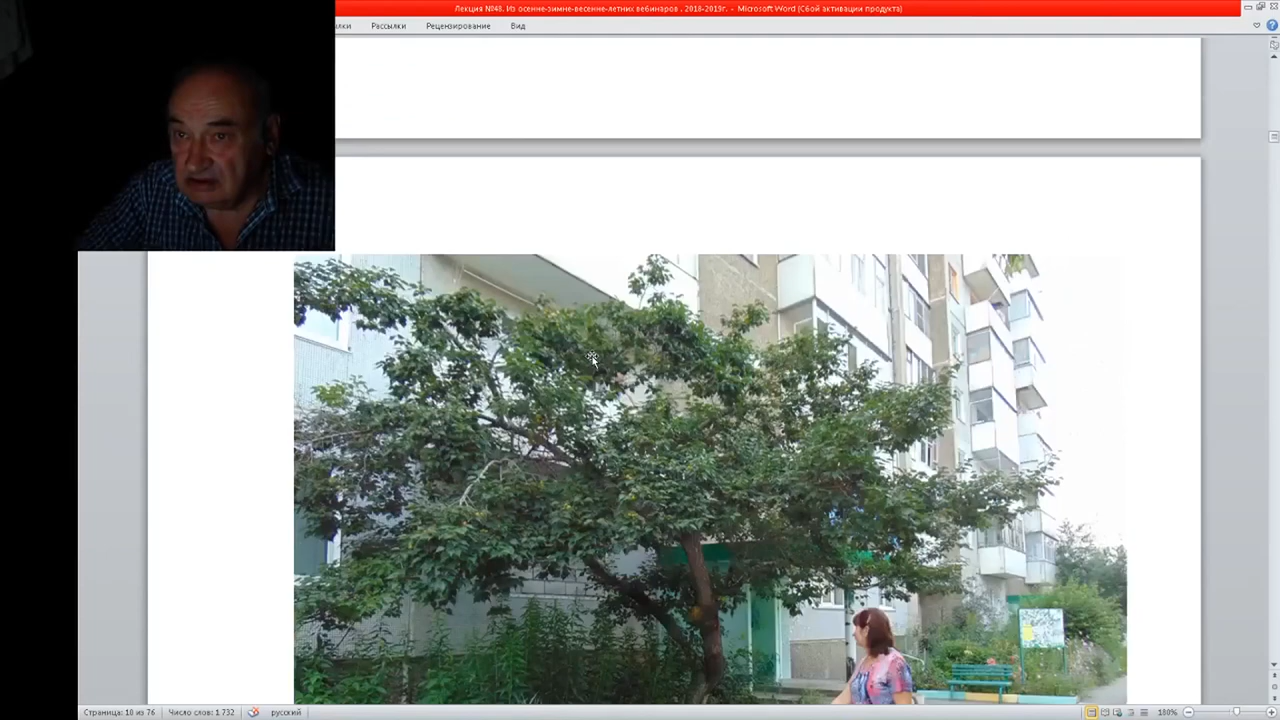 Лекция №48. Из осенне-зимне-весенне-летних вебинаров . 2018-2019г. - Microsoft Word (Сбой активации продукта)
лки Рассылки Рецензирование Вид
Страница: 10 из 76 Число слов: 1 732 русский 180%